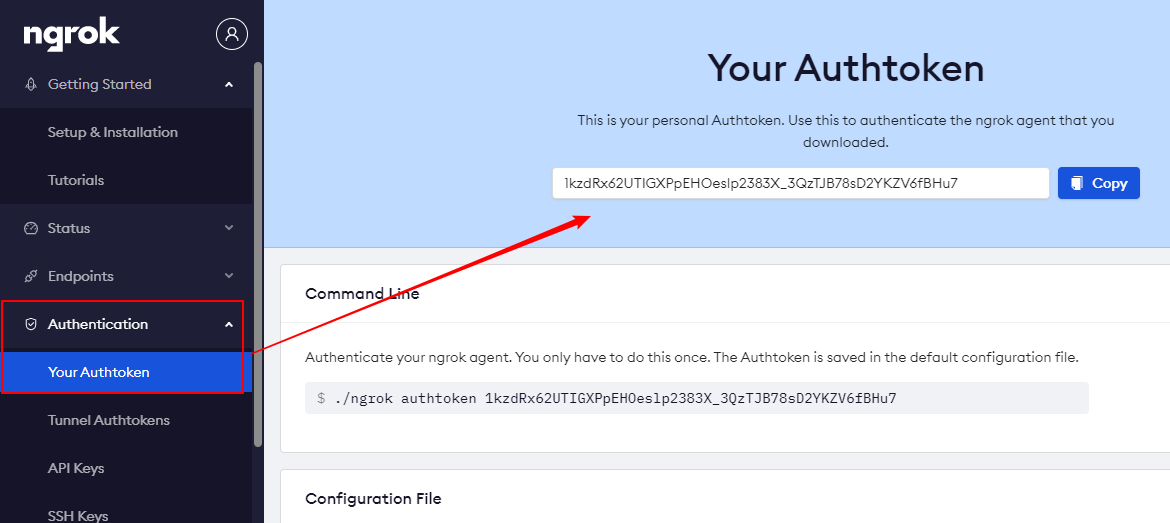 ngrok
Getting Started
Setup & Installation
Tutorials
Status
Endpoints
Authentication
Your Authtoken
Tunnel Authtokens
API Keys
SSH Keys
Your Authtoken
This is your personal Authtoken. Use this to authenticate the ngrok agent that you
downloaded.
1kzdRx62UTIGXPpEHOeslp2383X_3QzTJB78sD2YKZV6fBHu7
Copy
Command Line
Authenticate your ngrok agent. You only have to do this once. The Authtoken is saved in the default configuration file.
$ ./ngrok authtoken 1kzdRx62UTIGXPpEHOeslp2383X_3QzTJB78sD2YKZV6fBHu7
Configuration File